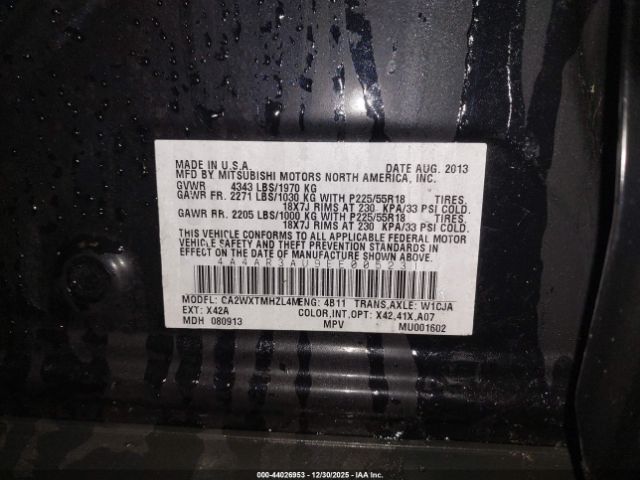 MADE IN U.S.A. DATE AUG. 2013
MFD BY MITSUBISHI MOTORS NORTH AMERICA, INC.
GVWR 4343 LBS/1970 KG
GAWR FR. 2271 LBS/1030 KG WITH P225/55R18 TIRES,
18X7J RIMS AT 230 KPA/33 PSI COLD.
GAWR RR. 2205 LBS/1000 KG WITH P225/55R18 TIRES,
18X7J RIMS AT 230 KPA/33 PSI COLD.
THIS VEHICLE CONFORMS TO ALL APPLICABLE FEDERAL MOTOR
VEHICLE SAFETY AND THEFT PREVENTION STANDARDS IN
EFFECT ON THE DATE OF MANUFACTURE SHOWN ABOVE.
4A4AR3AU9EE005231
MODEL: CA2WXTMHZL4M ENG: 4B11 TRANS,AXLE: W1CJA
EXT: X42A COLOR,INT,OPT: X42,41X,A07
MDH 080913 MPV MU001602
000-44026953 - 12/30/2025 - IAAI Inc.